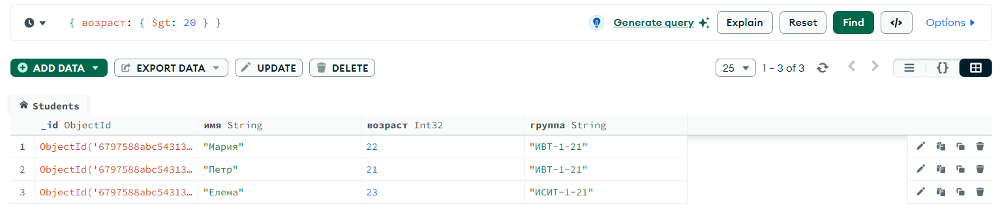 { возраст: { $gt: 20 } } Generate query Explain Reset Find </> Options
ADD DATA EXPORT DATA UPDATE DELETE 25 1 – 3 of 3 {}
Students
_id ObjectId имя String возраст Int32 группа String
1 ObjectId('6797588abc54313… "Мария" 22 "ИВТ-1-21"
2 ObjectId('6797588abc54313… "Петр" 21 "ИВТ-1-21"
3 ObjectId('6797588abc54313… "Елена" 23 "ИСИТ-1-21"